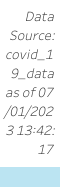 Data
Source:
covid_1
9_data
as of 07
/01/202
3 13:42:
17